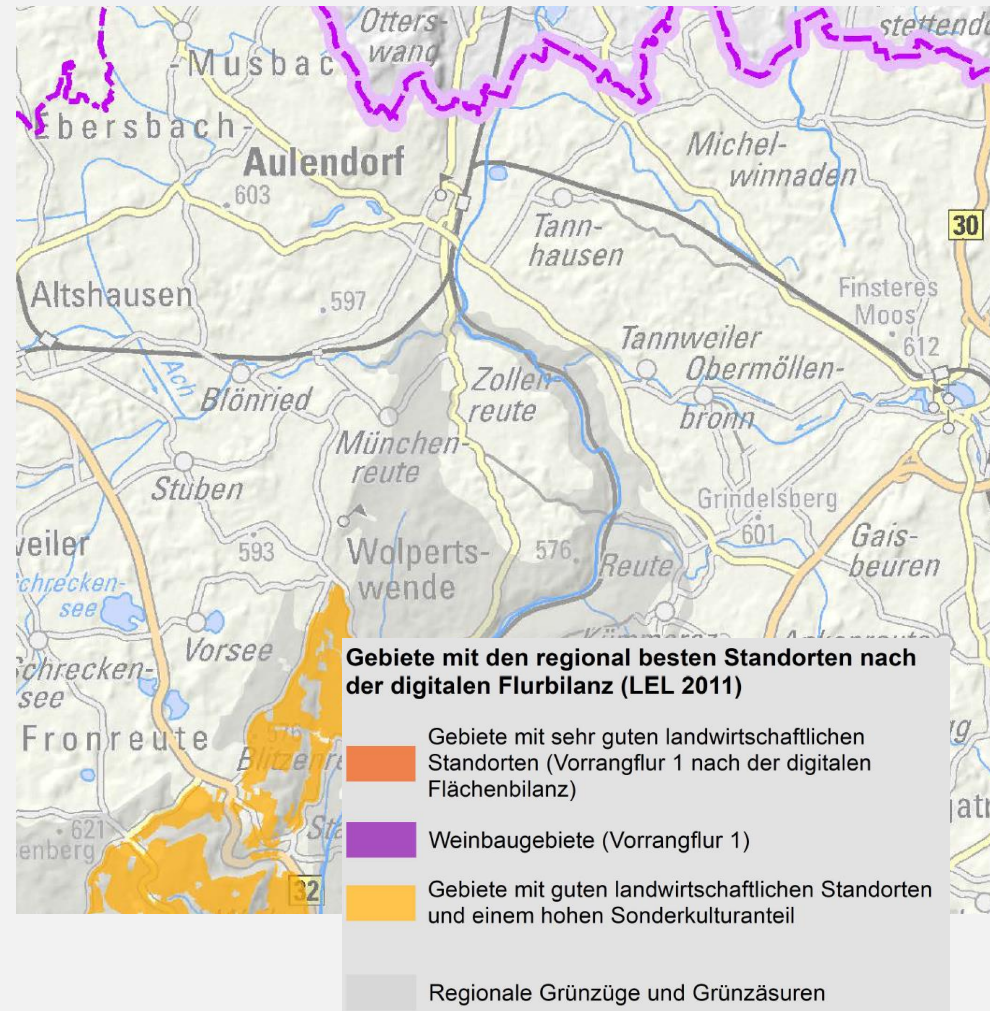 Otters-
wang
stettend
-Musbac
Ebersbach-
Aulendorf
603
Michel-
winnaden
Tann-
hausen
30
Altshausen
597
Finsteres
Moos
612
Ach
Blönried
Zollen-
reute
Tannweiler
Obermöllen-
bronn
München-
reute
Stuben
Grindelsberg
601
weiler
593
Wolperts-
wende
576
Reute
Gais-
beuren
chrecken-
see
Vorsee
Schrecken-
see
Fronreute
Blitzenre
621
senberg
Sta
32
Gebiete mit den regional besten Standorten nach
der digitalen Flurbilanz (LEL 2011)
Gebiete mit sehr guten landwirtschaftlichen
Standorten (Vorrangflur 1 nach der digitalen
Flächenbilanz)
Weinbaugebiete (Vorrangflur 1)
Gebiete mit guten landwirtschaftlichen Standorten
und einem hohen Sonderkulturanteil
Regionale Grünzüge und Grünzäsuren